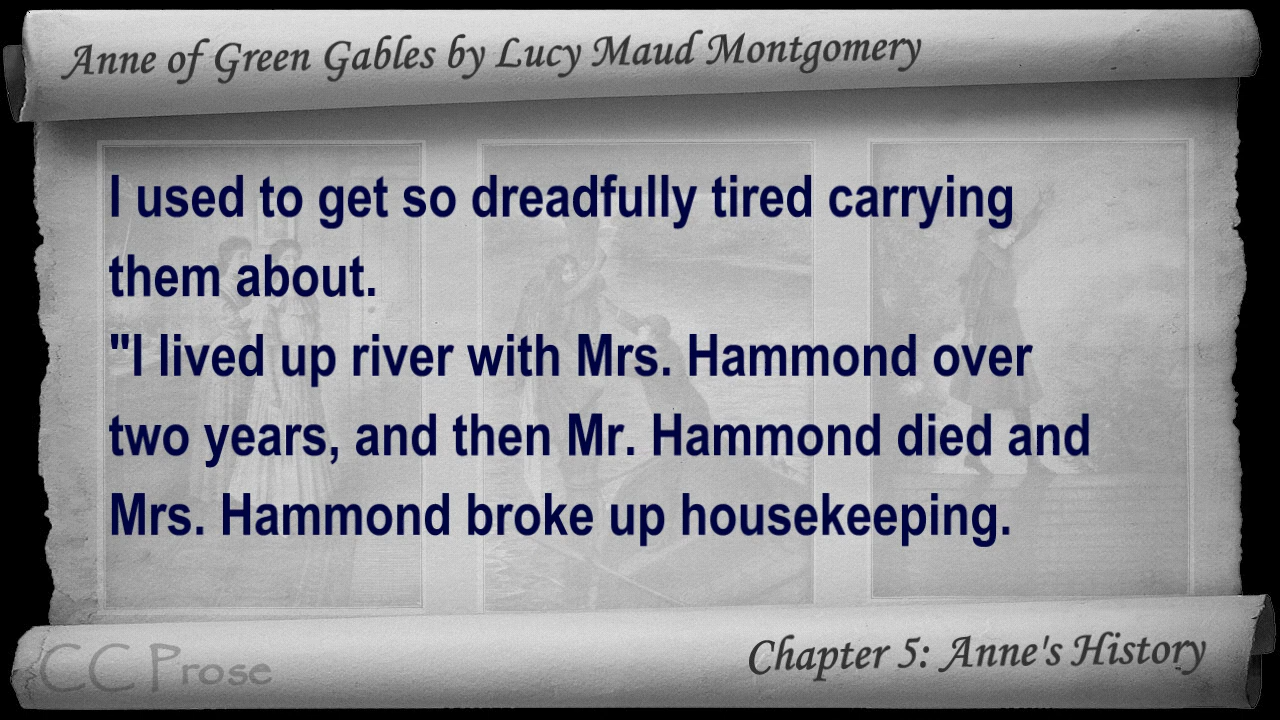 Anne of Green Gables by Lucy Maud Montgomery
I used to get so dreadfully tired carrying
them about.
"I lived up river with Mrs. Hammond over
two years, and then Mr. Hammond died and
Mrs. Hammond broke up housekeeping.
CC Prose
Chapter 5: Anne's History